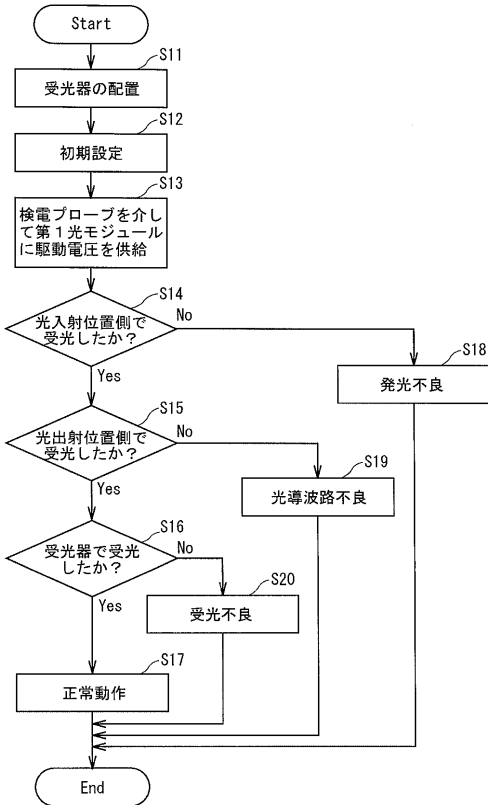 Start
S11
受光器の配置
S12
初期設定
S13
検電プローブを介し
て第１光モジュール
に駆動電圧を供給
S14
光入射位置側で
受光したか？
No
Yes
S18
発光不良
S15
光出射位置側で
受光したか？
No
Yes
S19
光導波路不良
S16
受光器で受光
したか？
No
Yes
S20
受光不良
S17
正常動作
End